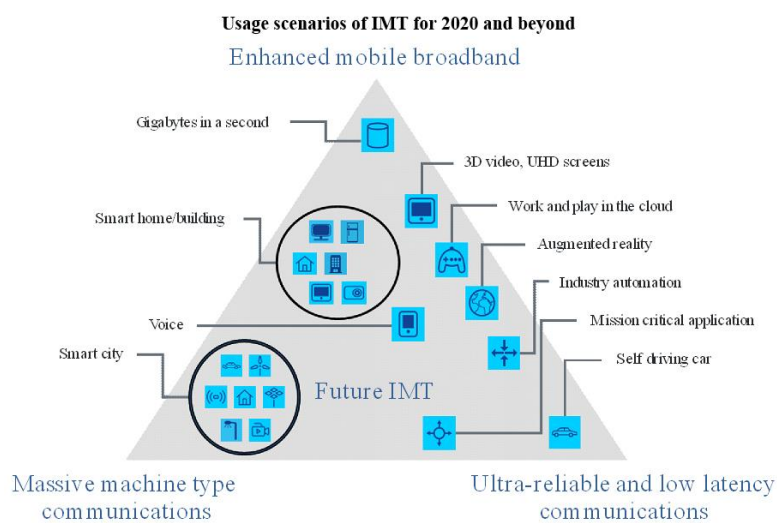 Usage scenarios of IMT for 2020 and beyond
Enhanced mobile broadband
Gigabytes in a second
3D video, UHD screens
Smart home/building
Work and play in the cloud
Augmented reality
Industry automation
Voice
Mission critical application
Smart city
Self driving car
Future IMT
Massive machine type
communications
Ultra-reliable and low latency
communications